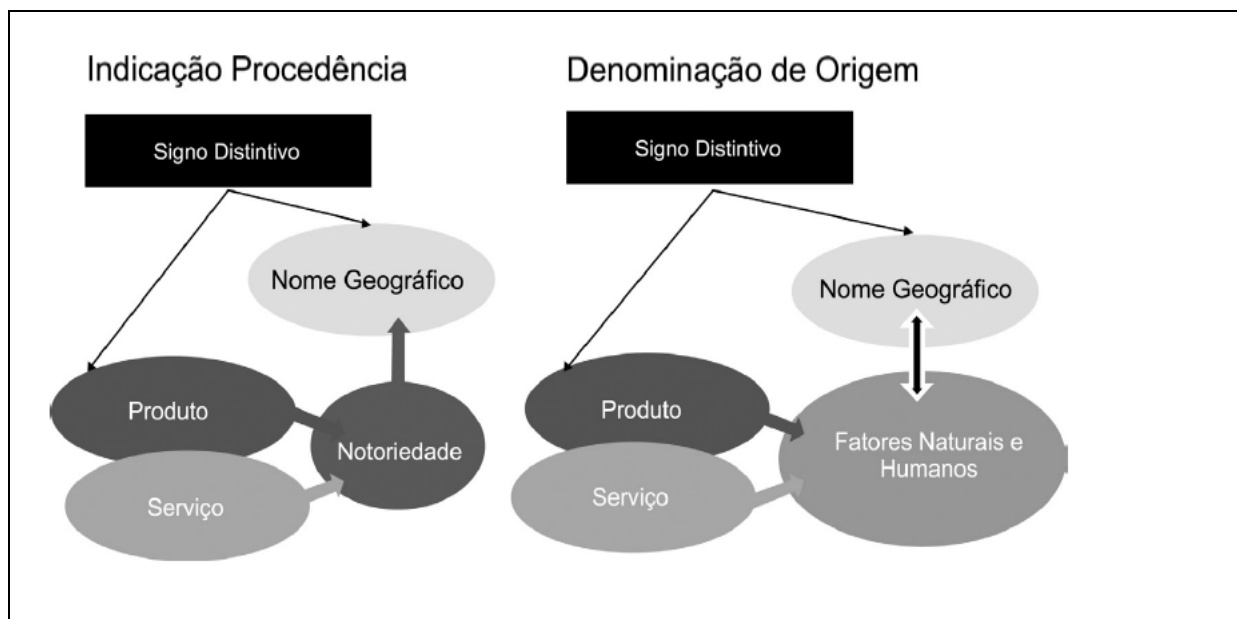 Indicação Procedência
Signo Distintivo
Nome Geográfico
Produto
Notoriedade
Serviço
Denominação de Origem
Signo Distintivo
Nome Geográfico
Produto
Fatores Naturais e
Humanos
Serviço